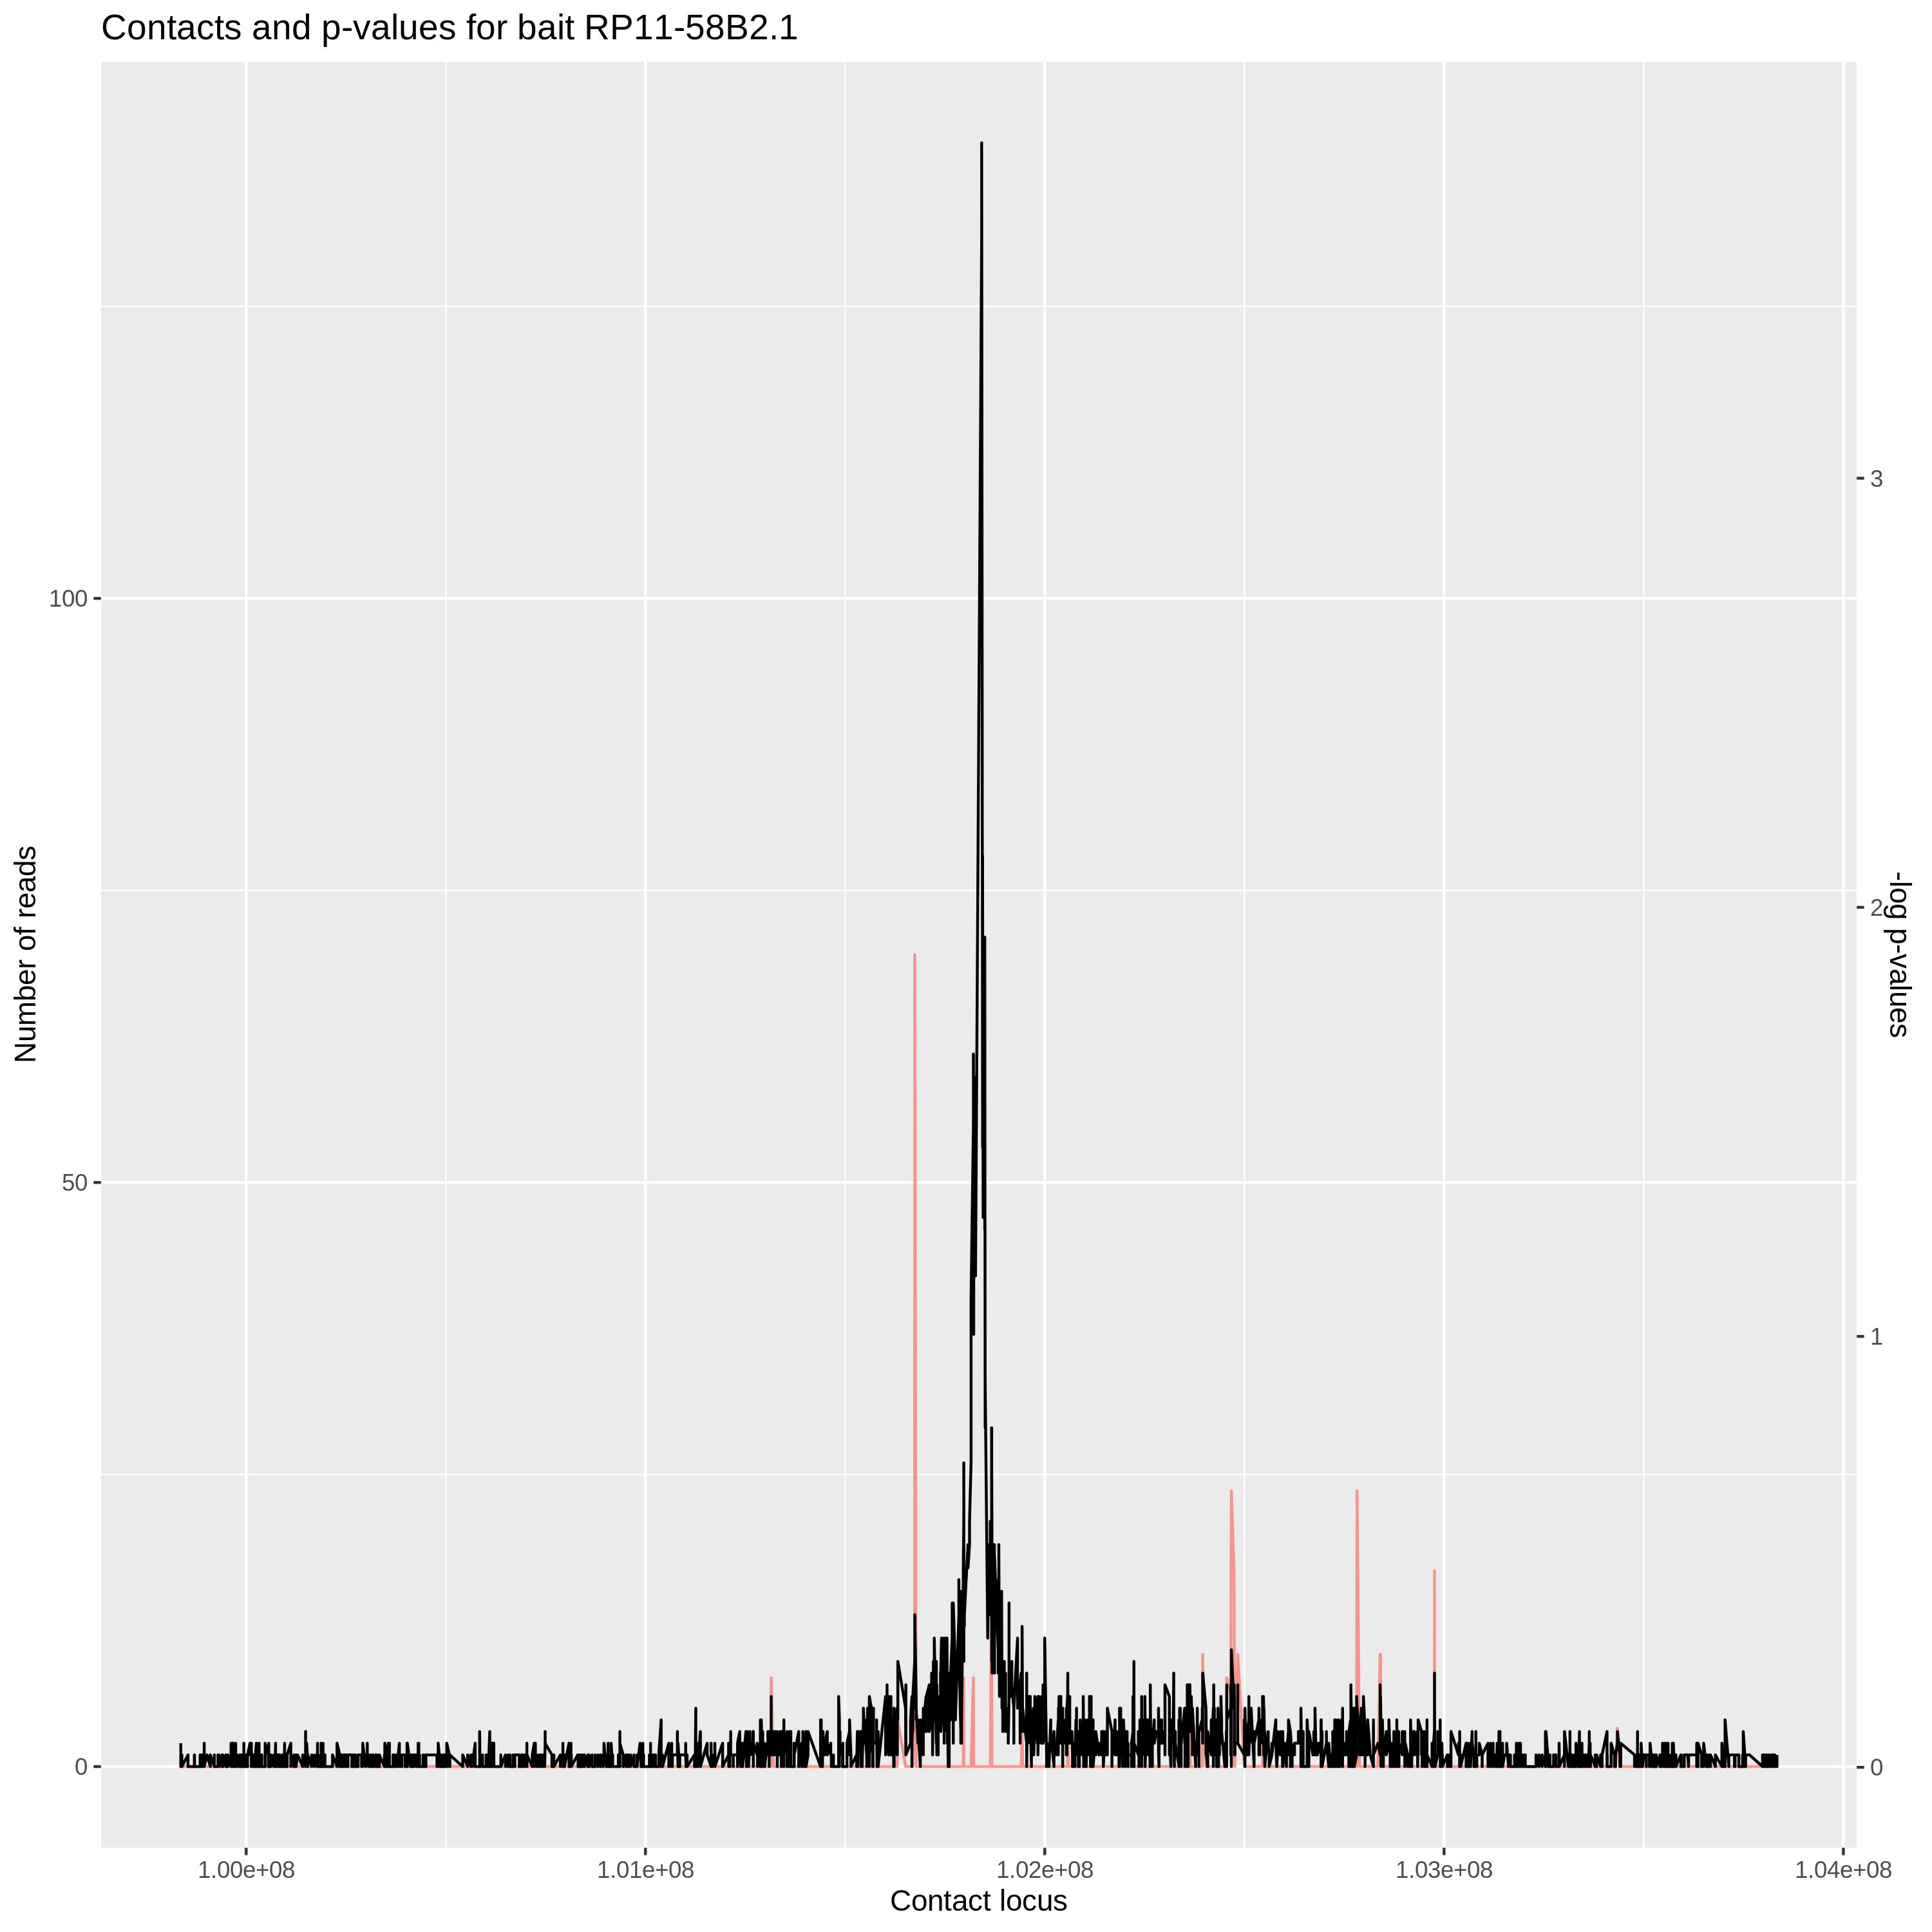 Contacts and p-values for bait RP11-58B2.1
Number of reads
100
50
0
3
2
1
0
-log p-values
1.00e+08 1.01e+08 1.02e+08 1.03e+08 1.04e+08
Contact locus